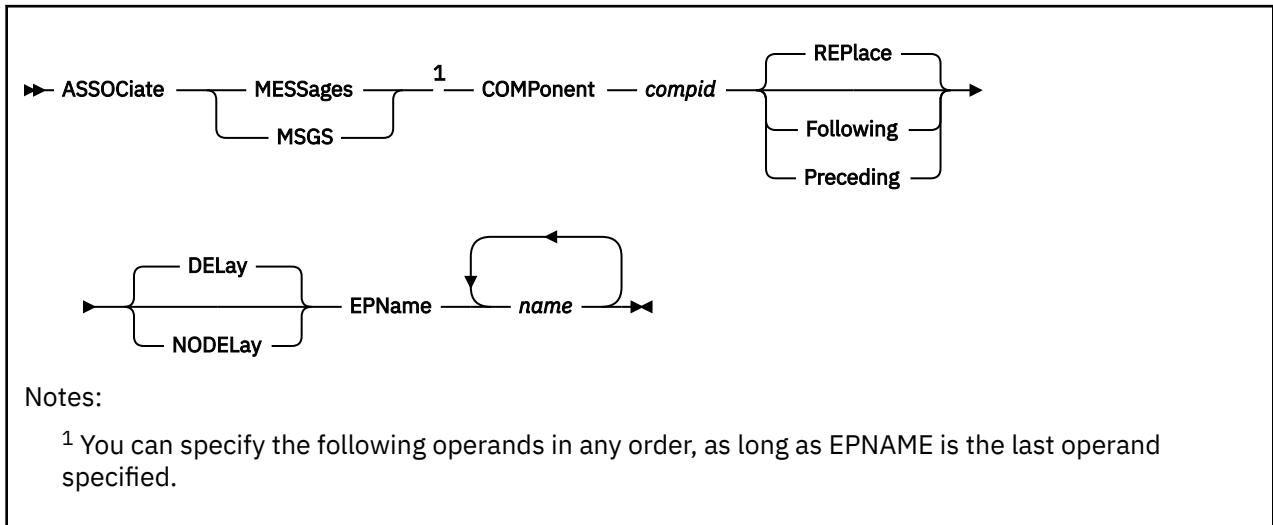 REPlace
ASSOCiate MESSages 1 COMPonent compid
MSGS
Following
Preceding
DELay
EPName name
NODELay
Notes:
1 You can specify the following operands in any order, as long as EPNAME is the last operand
specified.